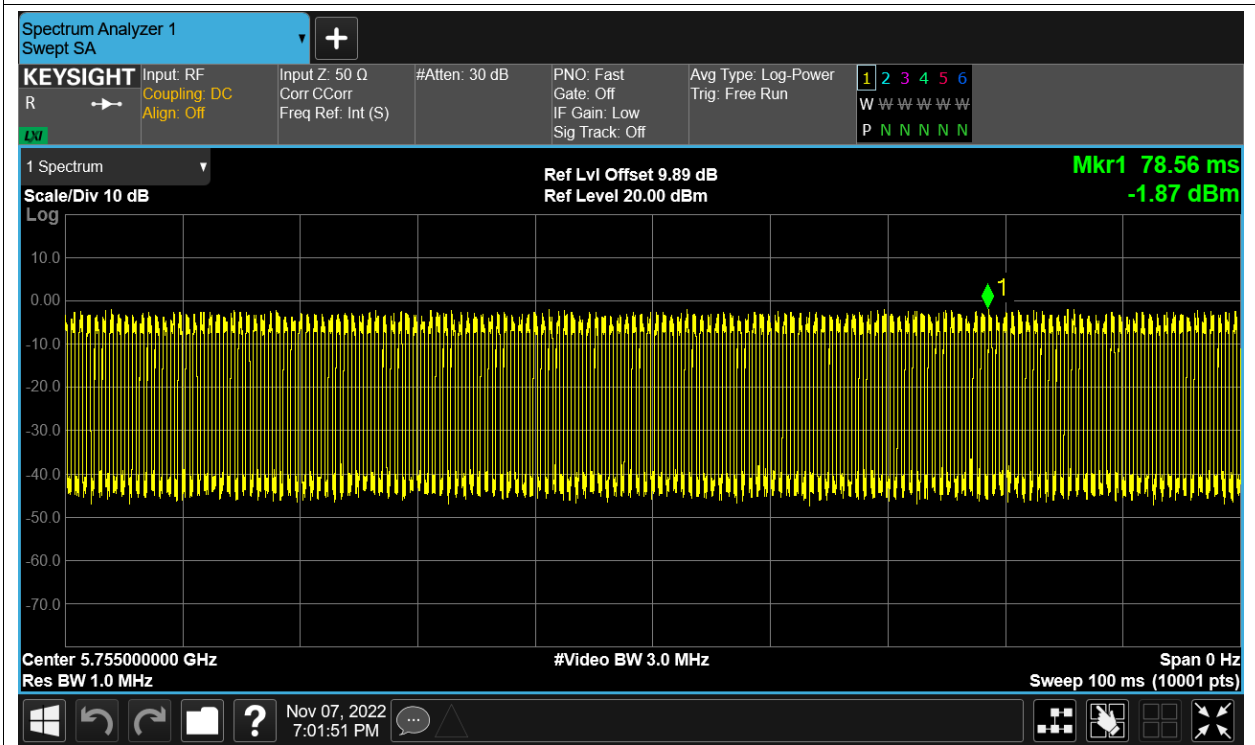 Spectrum Analyzer 1
Swept SA
KEYSIGHT
R
LXI
Input: RF
Coupling: DC
Align: Off
Input Z: 50 Ω
Corr CCorr
Freq Ref: Int (S)
#Atten: 30 dB
PNO: Fast
Gate: Off
IF Gain: Low
Sig Track: Off
Avg Type: Log-Power
Trig: Free Run
1 2 3 4 5 6
W W W W W W
P N N N N N
1 Spectrum
Scale/Div 10 dB
Ref Lvl Offset 9.89 dB
Ref Level 20.00 dBm
Mkr1 78.56 ms
-1.87 dBm
Log
10.0
0.00
-10.0
-20.0
-30.0
-40.0
-50.0
-60.0
-70.0
1
Center 5.755000000 GHz
Res BW 1.0 MHz
#Video BW 3.0 MHz
Span 0 Hz
Sweep 100 ms (10001 pts)
?
Nov 07, 2022
7:01:51 PM